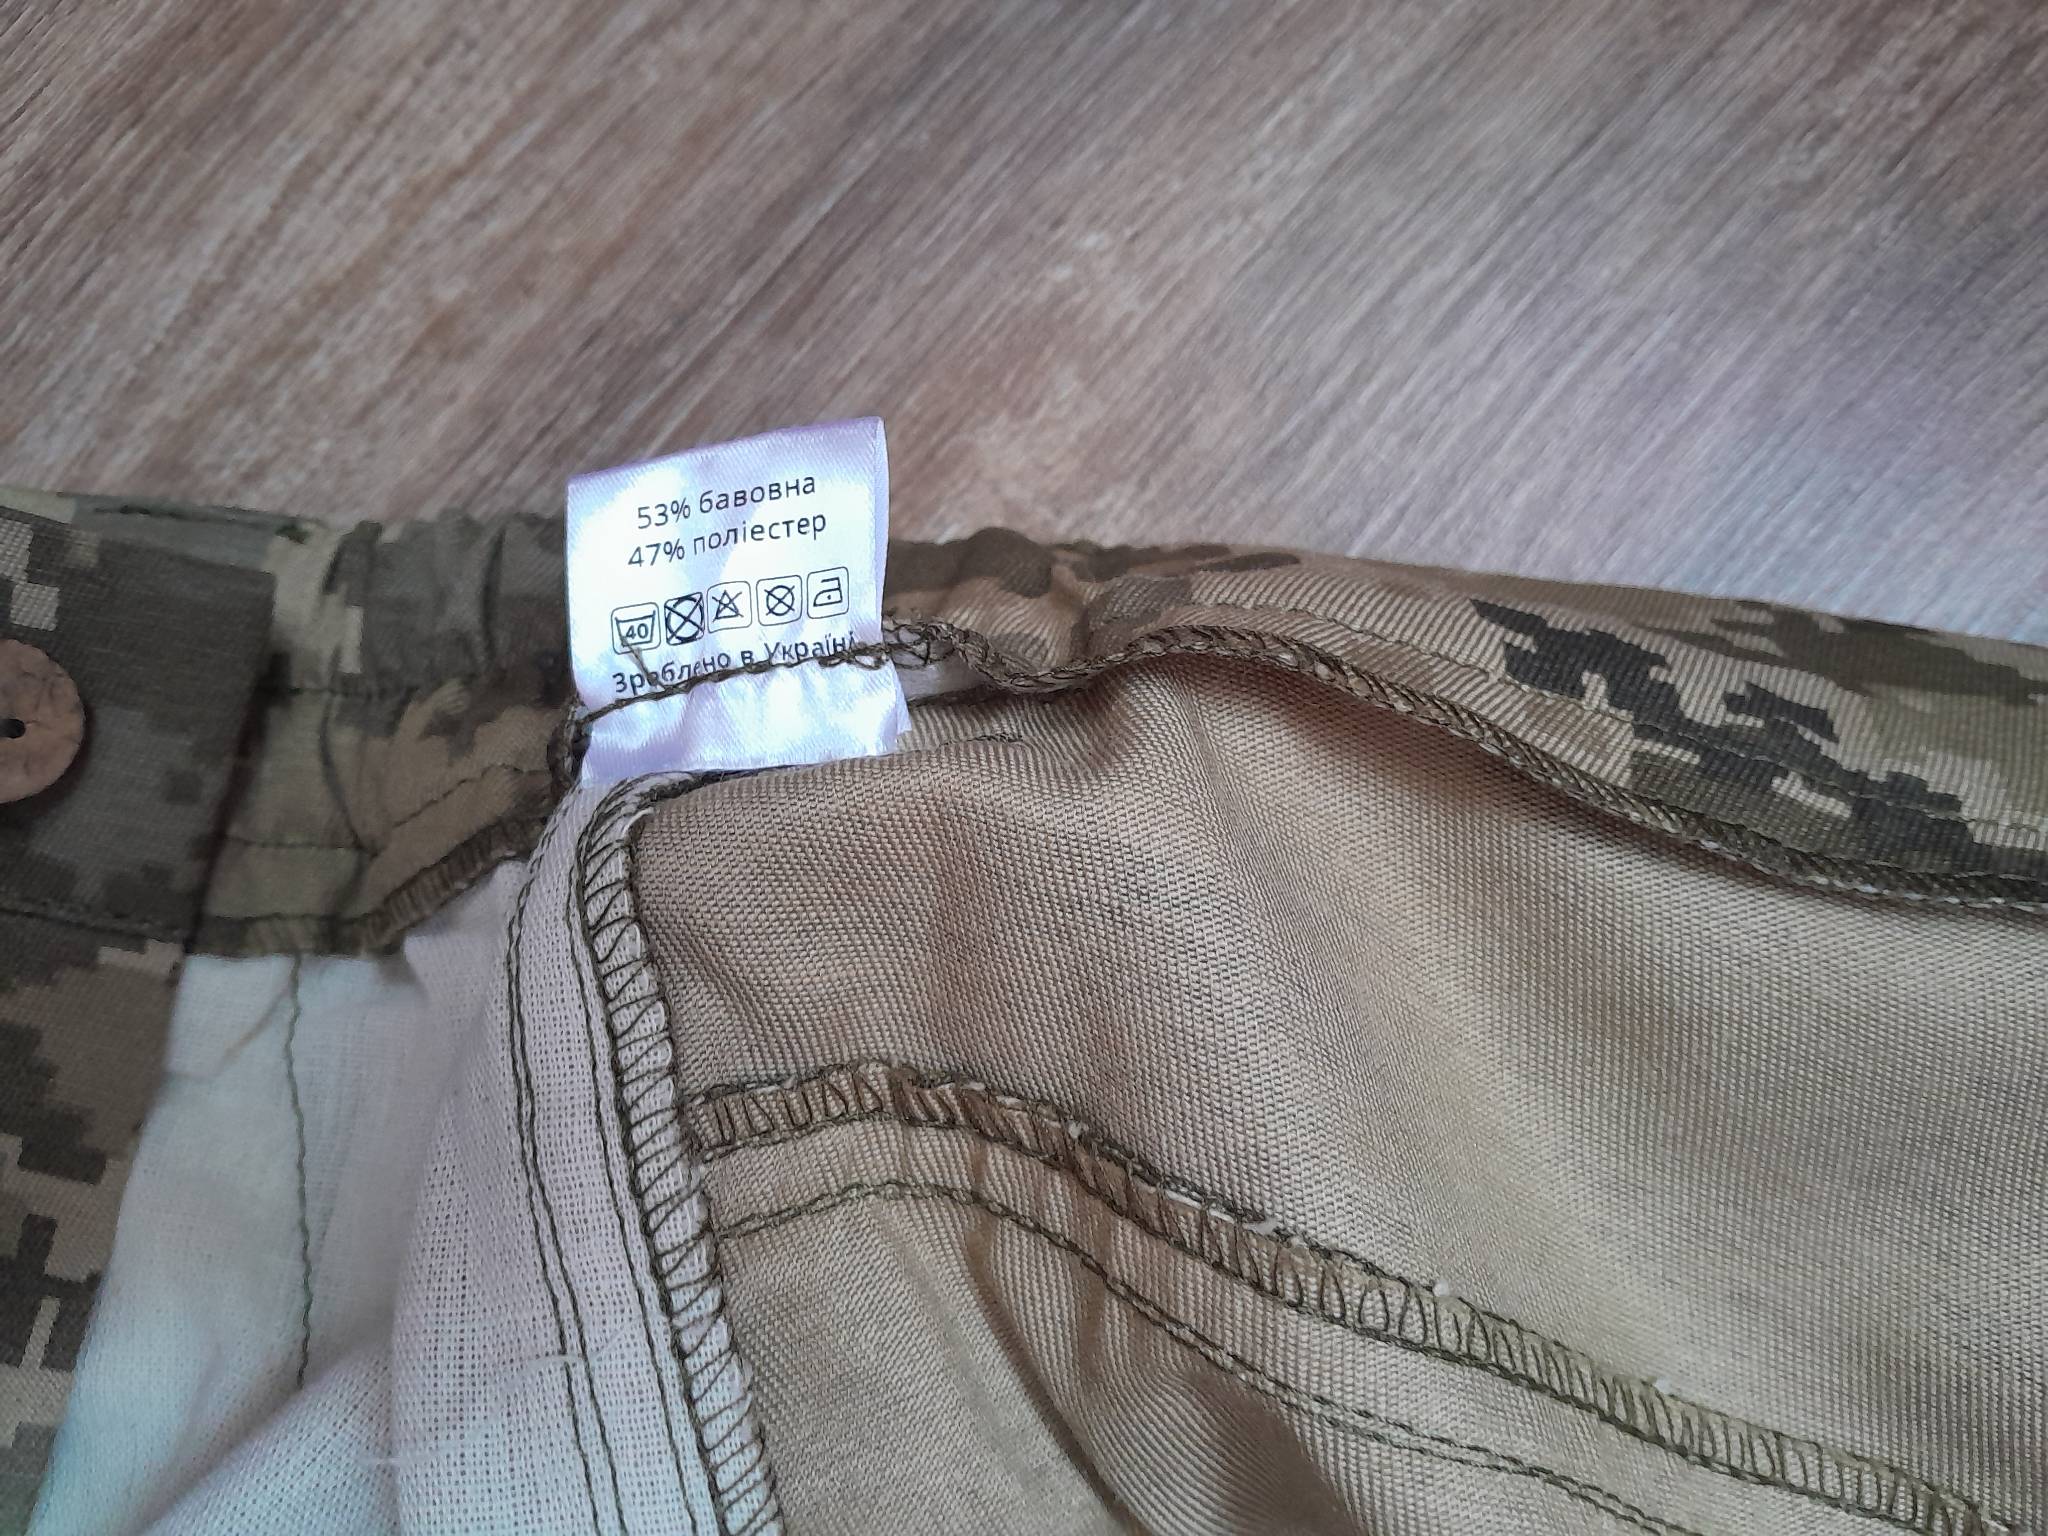 53% бавовна
47% поліестер
40
Зроблено в Україні